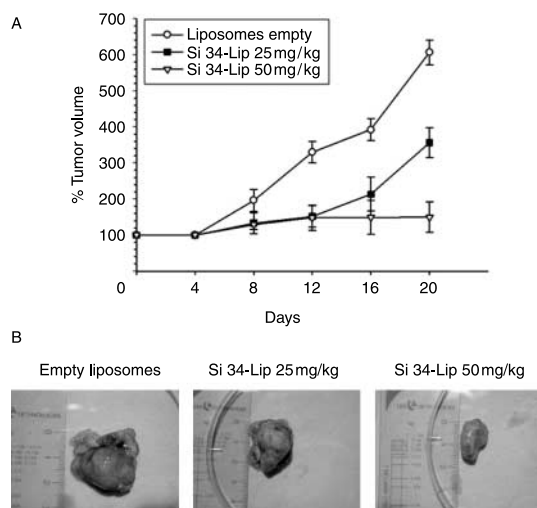 A
Liposomes empty
Si 34-Lip 25 mg/kg
Si 34-Lip 50 mg/kg
% Tumor volume
700
600
500
400
300
200
100
0
4
8
12
16
20
Days
B
Empty liposomes
Si 34-Lip 25 mg/kg
Si 34-Lip 50 mg/kg